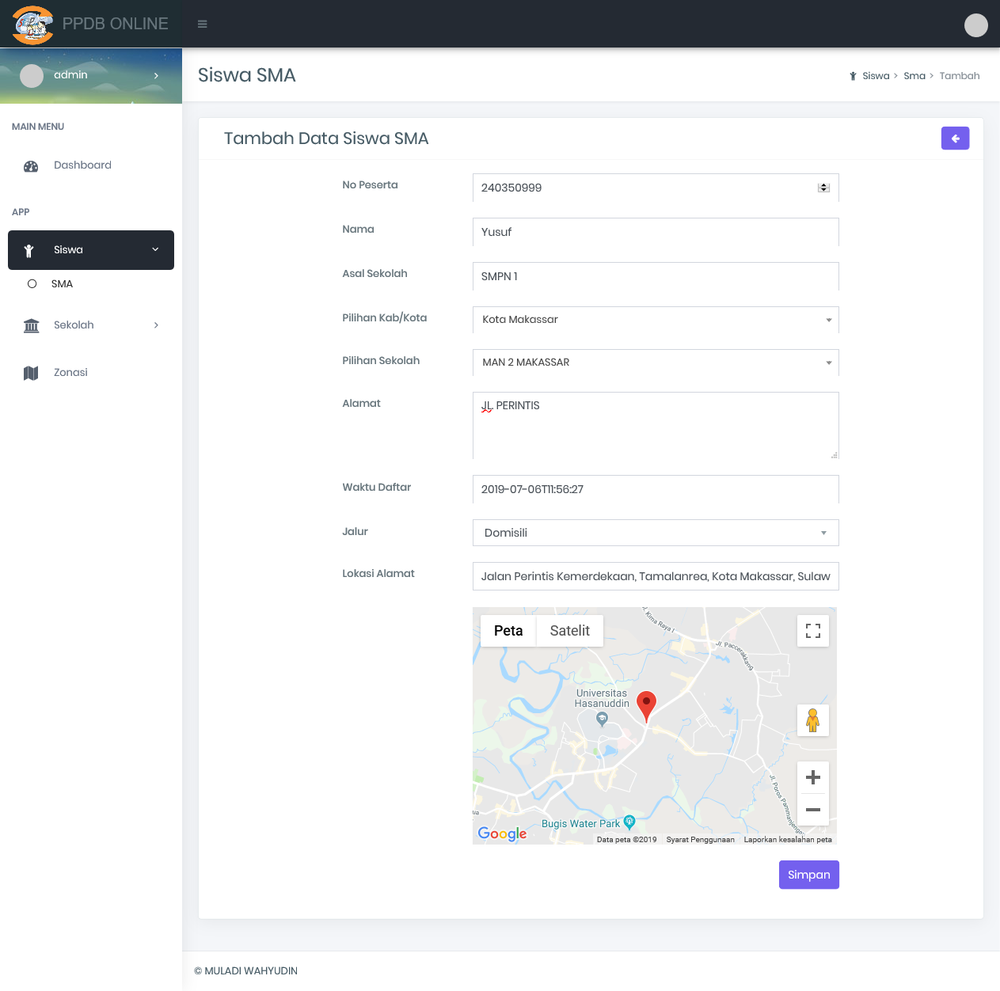 PPDB ONLINE
admin
Siswa SMA
Siswa > Sma > Tambah
MAIN MENU
Dashboard
APP
Siswa
SMA
Sekolah
Zonasi
Tambah Data Siswa SMA
No Peserta
240350999
Nama
Yusuf
Asal Sekolah
SMPN 1
Pilihan Kab/Kota
Kota Makassar
Pilihan Sekolah
MAN 2 MAKASSAR
Alamat
JL. PERINTIS
Waktu Daftar
2019-07-06T11:56:27
Jalur
Domisili
Lokasi Alamat
Jalan Perintis Kemerdekaan, Tamalanrea, Kota Makassar, Sulaw
Peta
Satelit
Jl. Kima Raya I
Jl. Paccerakkang
Universitas
Hasanuddin
Bugis Water Park
Google
Data peta ©2019
Syarat Penggunaan
Laporkan kesalahan peta
Simpan
© MULADI WAHYUDIN